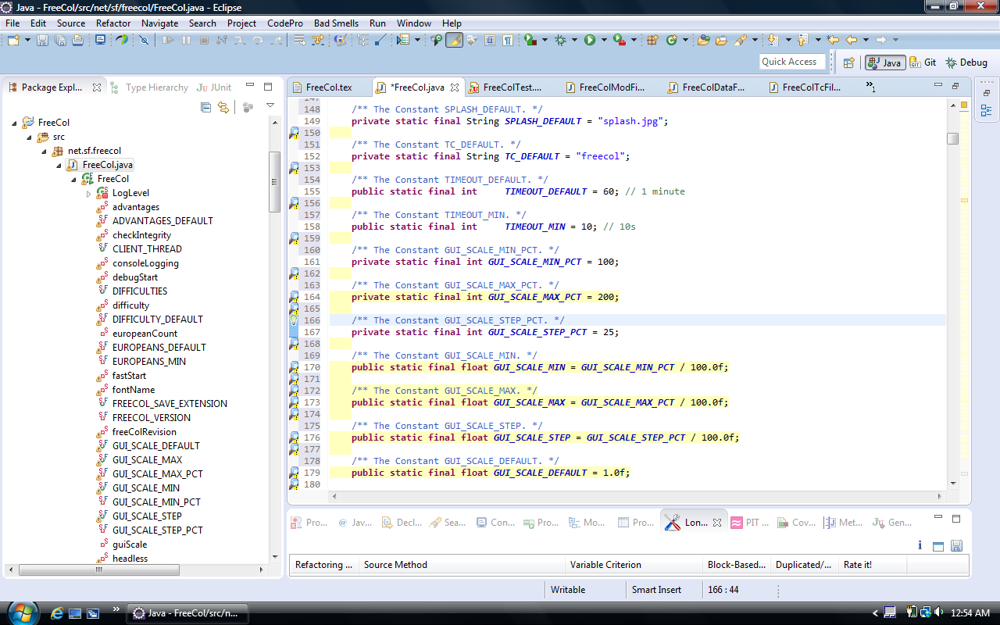 Java - FreeCol/src/net/sf/freecol/FreeCol.java - Eclipse
File Edit Source Refactor Navigate Search Project CodePro Bad Smells Run Window Help
Quick Access Java Git Debug
Package Expl... Type Hierarchy JUnit
FreeCol
src
net.sf.freecol
FreeCol.java
FreeCol
LogLevel
advantages
ADVANTAGES_DEFAULT
checkIntegrity
CLIENT_THREAD
consoleLogging
debugStart
DIFFICULTIES
difficulty
DIFFICULTY_DEFAULT
europeanCount
EUROPEANS_DEFAULT
EUROPEANS_MIN
fastStart
fontName
FREECOL_SAVE_EXTENSION
FREECOL_VERSION
freeColRevision
GUI_SCALE_DEFAULT
GUI_SCALE_MAX
GUI_SCALE_MAX_PCT
GUI_SCALE_MIN
GUI_SCALE_MIN_PCT
GUI_SCALE_STEP
GUI_SCALE_STEP_PCT
guiScale
headless
FreeCol.tex *FreeCol.java FreeColTest.... FreeColModFi... FreeColDataF... FreeColTcFil... »1
147
148 /** The Constant SPLASH_DEFAULT. */
149 private static final String SPLASH_DEFAULT = "splash.jpg";
150
151 /** The Constant TC_DEFAULT. */
152 private static final String TC_DEFAULT = "freecol";
153
154 /** The Constant TIMEOUT_DEFAULT. */
155 public static final int TIMEOUT_DEFAULT = 60; // 1 minute
156
157 /** The Constant TIMEOUT_MIN. */
158 public static final int TIMEOUT_MIN = 10; // 10s
159
160 /** The Constant GUI_SCALE_MIN_PCT. */
161 private static final int GUI_SCALE_MIN_PCT = 100;
162
163 /** The Constant GUI_SCALE_MAX_PCT. */
164 private static final int GUI_SCALE_MAX_PCT = 200;
165
166 /** The Constant GUI_SCALE_STEP_PCT. */
167 private static final int GUI_SCALE_STEP_PCT = 25;
168
169 /** The Constant GUI_SCALE_MIN. */
170 public static final float GUI_SCALE_MIN = GUI_SCALE_MIN_PCT / 100.0f;
171
172 /** The Constant GUI_SCALE_MAX. */
173 public static final float GUI_SCALE_MAX = GUI_SCALE_MAX_PCT / 100.0f;
174
175 /** The Constant GUI_SCALE_STEP. */
176 public static final float GUI_SCALE_STEP = GUI_SCALE_STEP_PCT / 100.0f;
177
178 /** The Constant GUI_SCALE_DEFAULT. */
179 public static final float GUI_SCALE_DEFAULT = 1.0f;
180
Pro... Jav... Decl... Sea... Con... Pro... Mo... Pro... Lon... PIT ... Cov... Met... Gen...
Refactoring ... Source Method Variable Criterion Block-Based... Duplicated/... Rate it!
Writable Smart Insert 166 : 44
Java - FreeCol/src/n... 12:54 AM